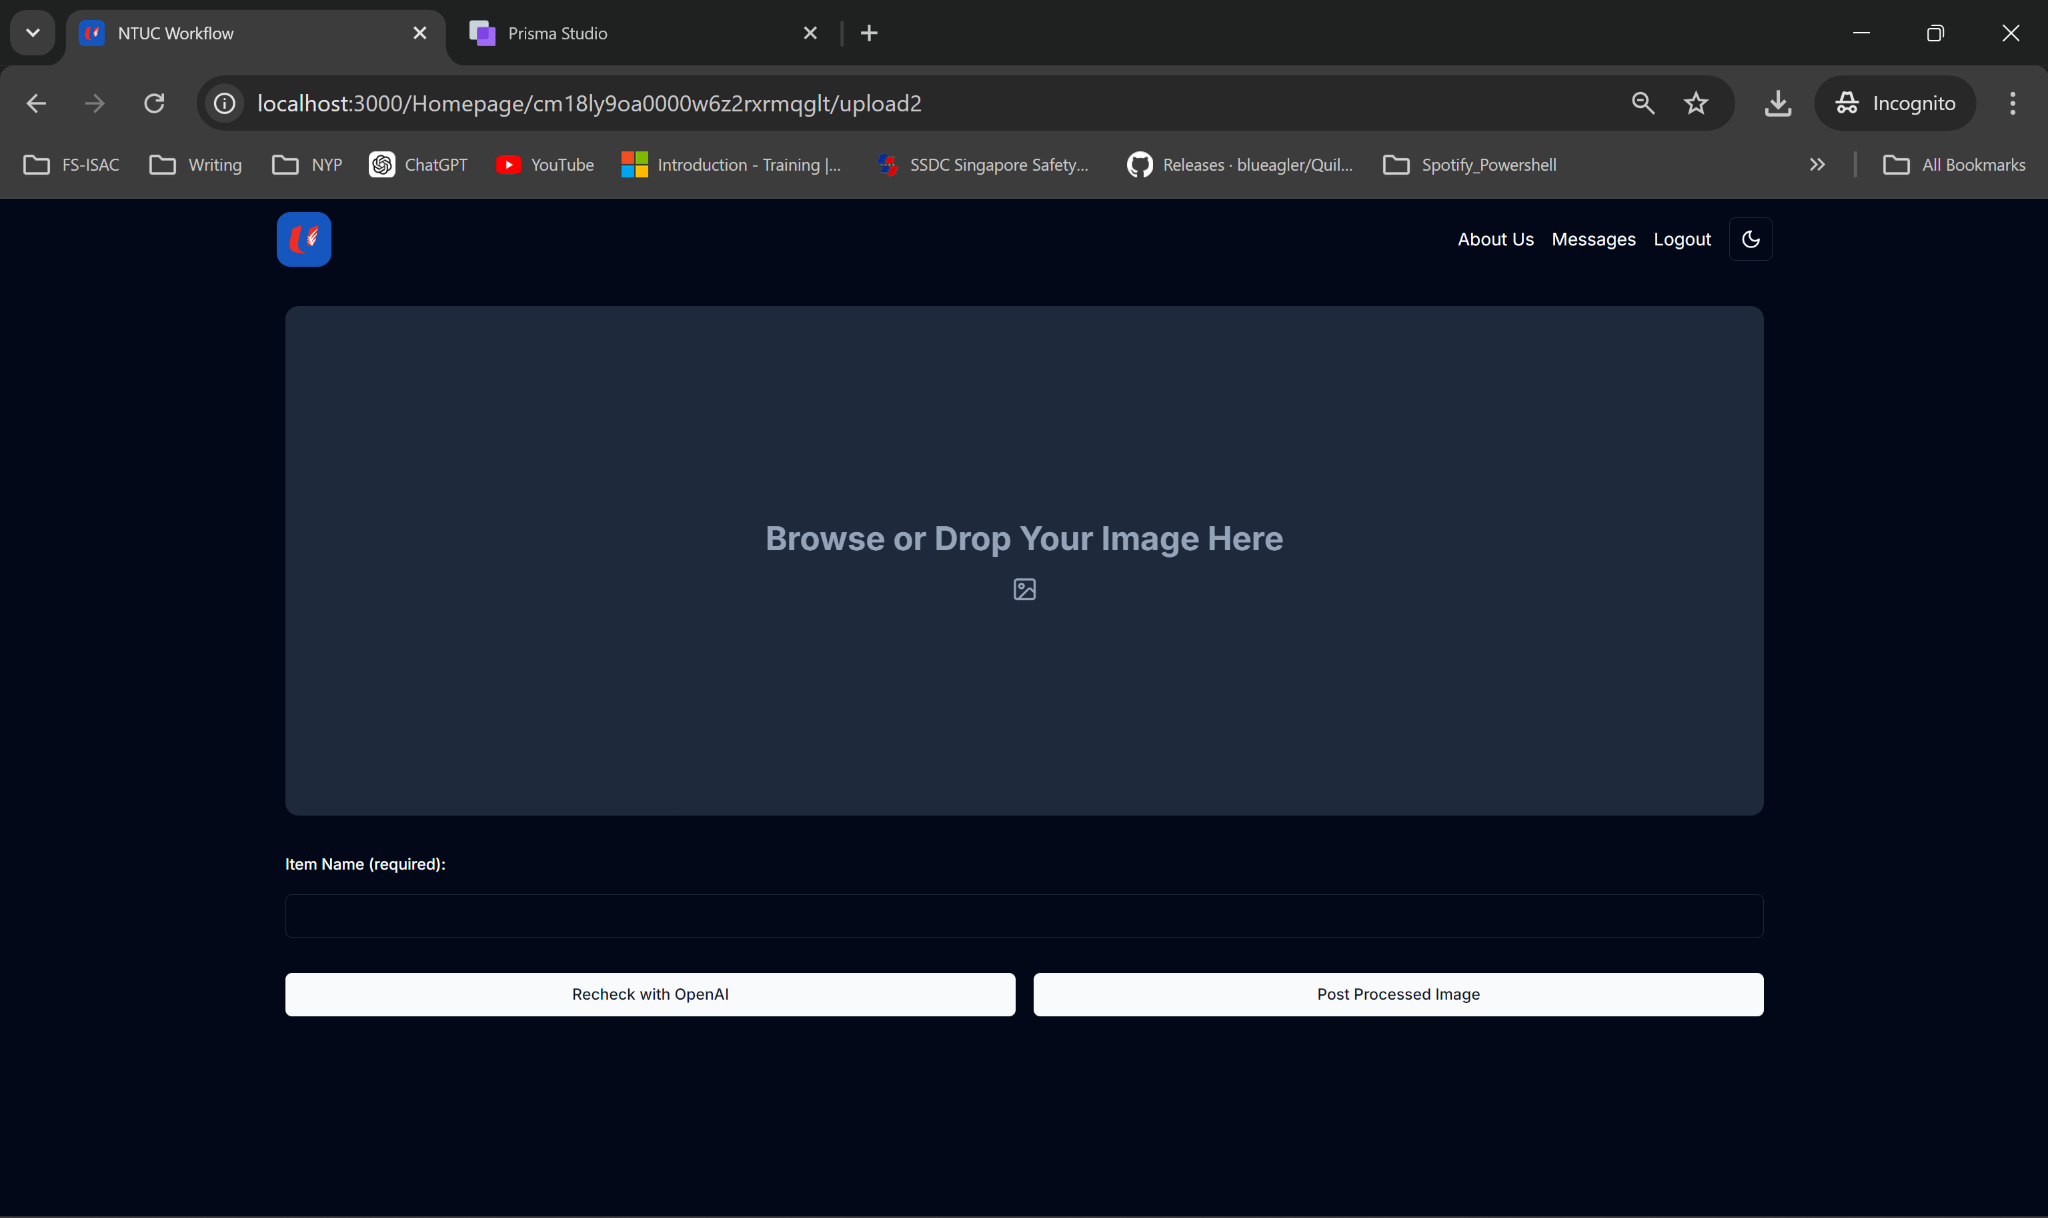 NTUC Workflow
Prisma Studio
localhost:3000/Homepage/cm18ly9oa0000w6z2rxrmqglt/upload2
Incognito
FS-ISAC
Writing
NYP
ChatGPT
YouTube
Introduction - Training |...
SSDC Singapore Safety...
Releases · blueagler/Quil...
Spotify_Powershell
All Bookmarks
About Us
Messages
Logout
Browse or Drop Your Image Here
Item Name (required):
Recheck with OpenAI
Post Processed Image